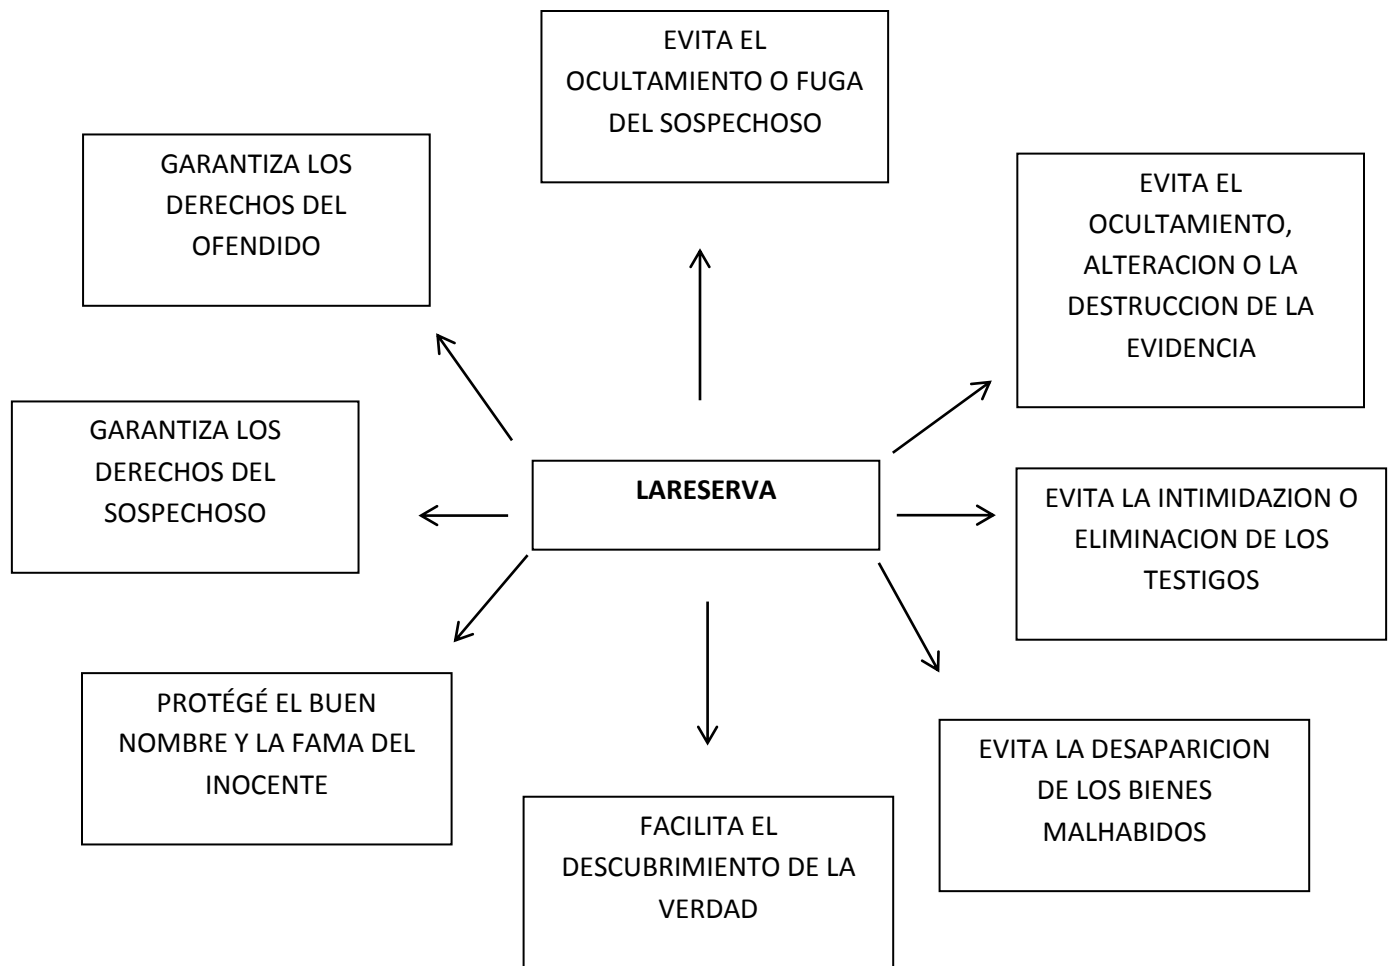 EVITA EL
OCULTAMIENTO O FUGA
DEL SOSPECHOSO
GARANTIZA LOS
DERECHOS DEL
OFENDIDO
EVITA EL
OCULTAMIENTO,
ALTERACION O LA
DESTRUCCION DE LA
EVIDENCIA
GARANTIZA LOS
DERECHOS DEL
SOSPECHOSO
LARESERVA
EVITA LA INTIMIDAZION O
ELIMINACION DE LOS
TESTIGOS
PROTÉGÉ EL BUEN
NOMBRE Y LA FAMA DEL
INOCENTE
EVITA LA DESAPARICION
DE LOS BIENES
MALHABIDOS
FACILITA EL
DESCUBRIMIENTO DE LA
VERDAD